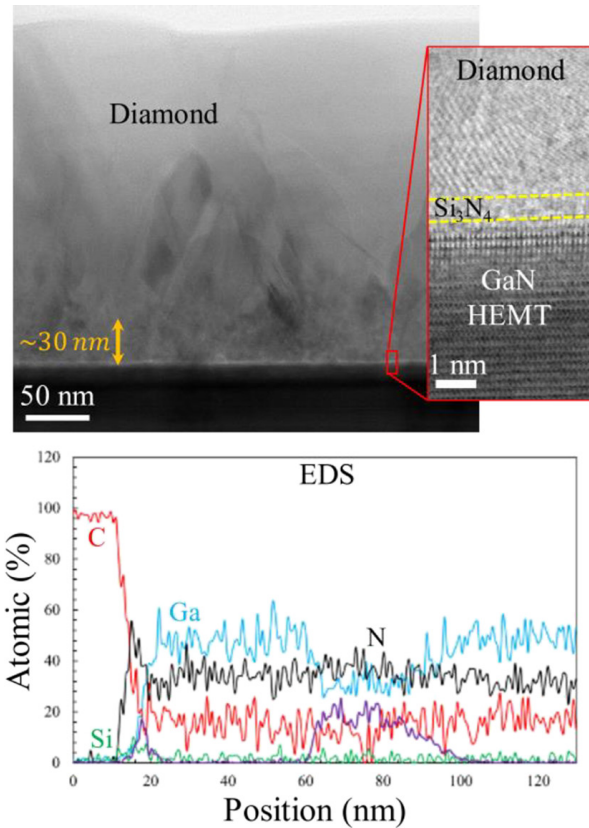 Diamond
Diamond
Si₃N₄
GaN
HEMT
~30 nm
1 nm
50 nm
EDS
120
100
80
60
40
20
0
C
Ga
N
Si
Atomic (%)
0
20
40
60
80
100
120
Position (nm)